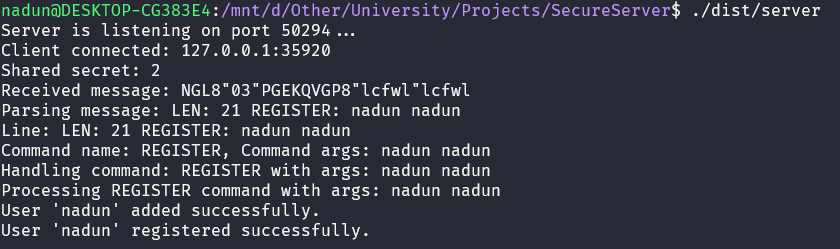 nadun@DESKTOP-CG383E4:/mnt/d/Other/University/Projects/SecureServer$ ./dist/server
Server is listening on port 50294...
Client connected: 127.0.0.1:35920
Shared secret: 2
Received message: NGL8"03"PGEKQVGP8"lcfwl"lcfwl
Parsing message: LEN: 21 REGISTER: nadun nadun
Line: LEN: 21 REGISTER: nadun nadun
Command name: REGISTER, Command args: nadun nadun
Handling command: REGISTER with args: nadun nadun
Processing REGISTER command with args: nadun nadun
User 'nadun' added successfully.
User 'nadun' registered successfully.